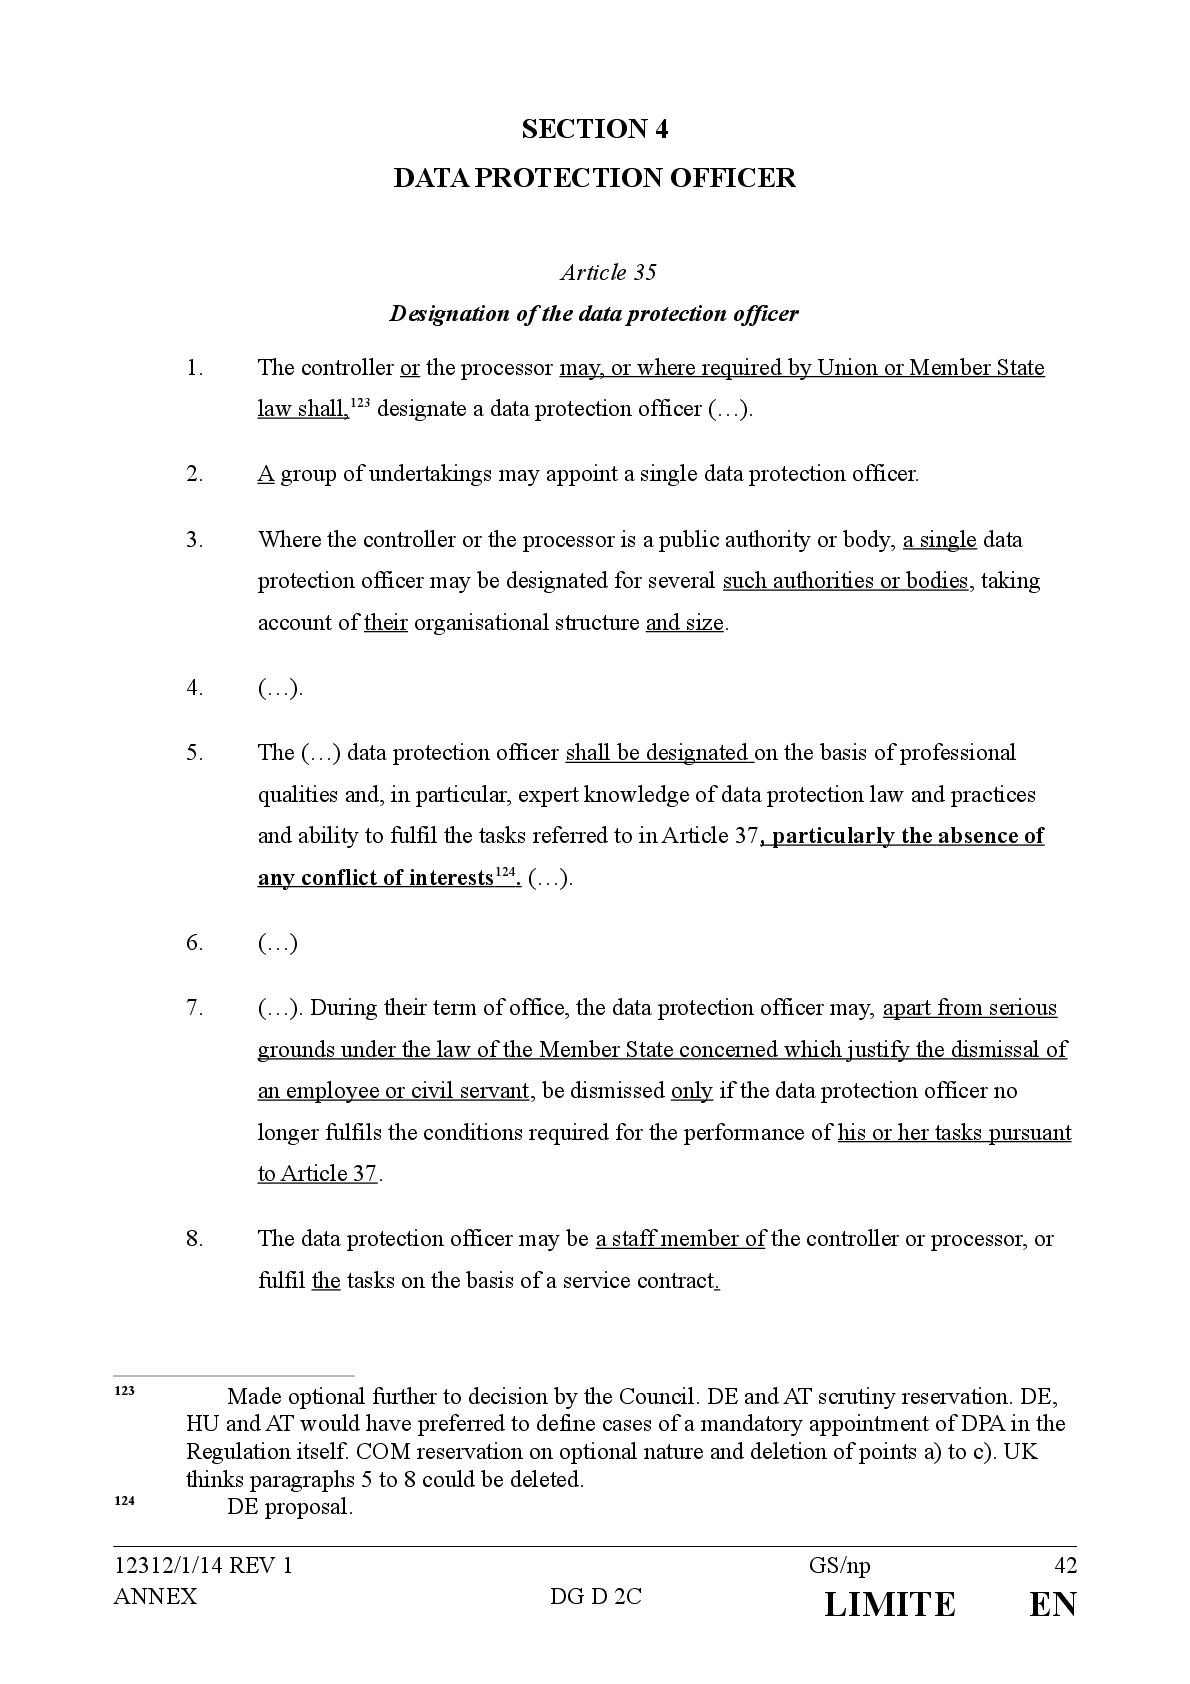 SECTION 4
DATA PROTECTION OFFICER
Article 35
Designation of the data protection officer
1. The controller or the processor may, or where required by Union or Member State
law shall,123 designate a data protection officer (…).
2. A group of undertakings may appoint a single data protection officer.
3. Where the controller or the processor is a public authority or body, a single data
protection officer may be designated for several such authorities or bodies, taking
account of their organisational structure and size.
4. (…).
5. The (…) data protection officer shall be designated on the basis of professional
qualities and, in particular, expert knowledge of data protection law and practices
and ability to fulfil the tasks referred to in Article 37, particularly the absence of
any conflict of interests124. (…).
6. (…)
7. (…). During their term of office, the data protection officer may, apart from serious
grounds under the law of the Member State concerned which justify the dismissal of
an employee or civil servant, be dismissed only if the data protection officer no
longer fulfils the conditions required for the performance of his or her tasks pursuant
to Article 37.
8. The data protection officer may be a staff member of the controller or processor, or
fulfil the tasks on the basis of a service contract.
123 Made optional further to decision by the Council. DE and AT scrutiny reservation. DE,
HU and AT would have preferred to define cases of a mandatory appointment of DPA in the
Regulation itself. COM reservation on optional nature and deletion of points a) to c). UK
thinks paragraphs 5 to 8 could be deleted.
124 DE proposal.
12312/1/14 REV 1 GS/np 42
ANNEX DG D 2C LIMITE EN